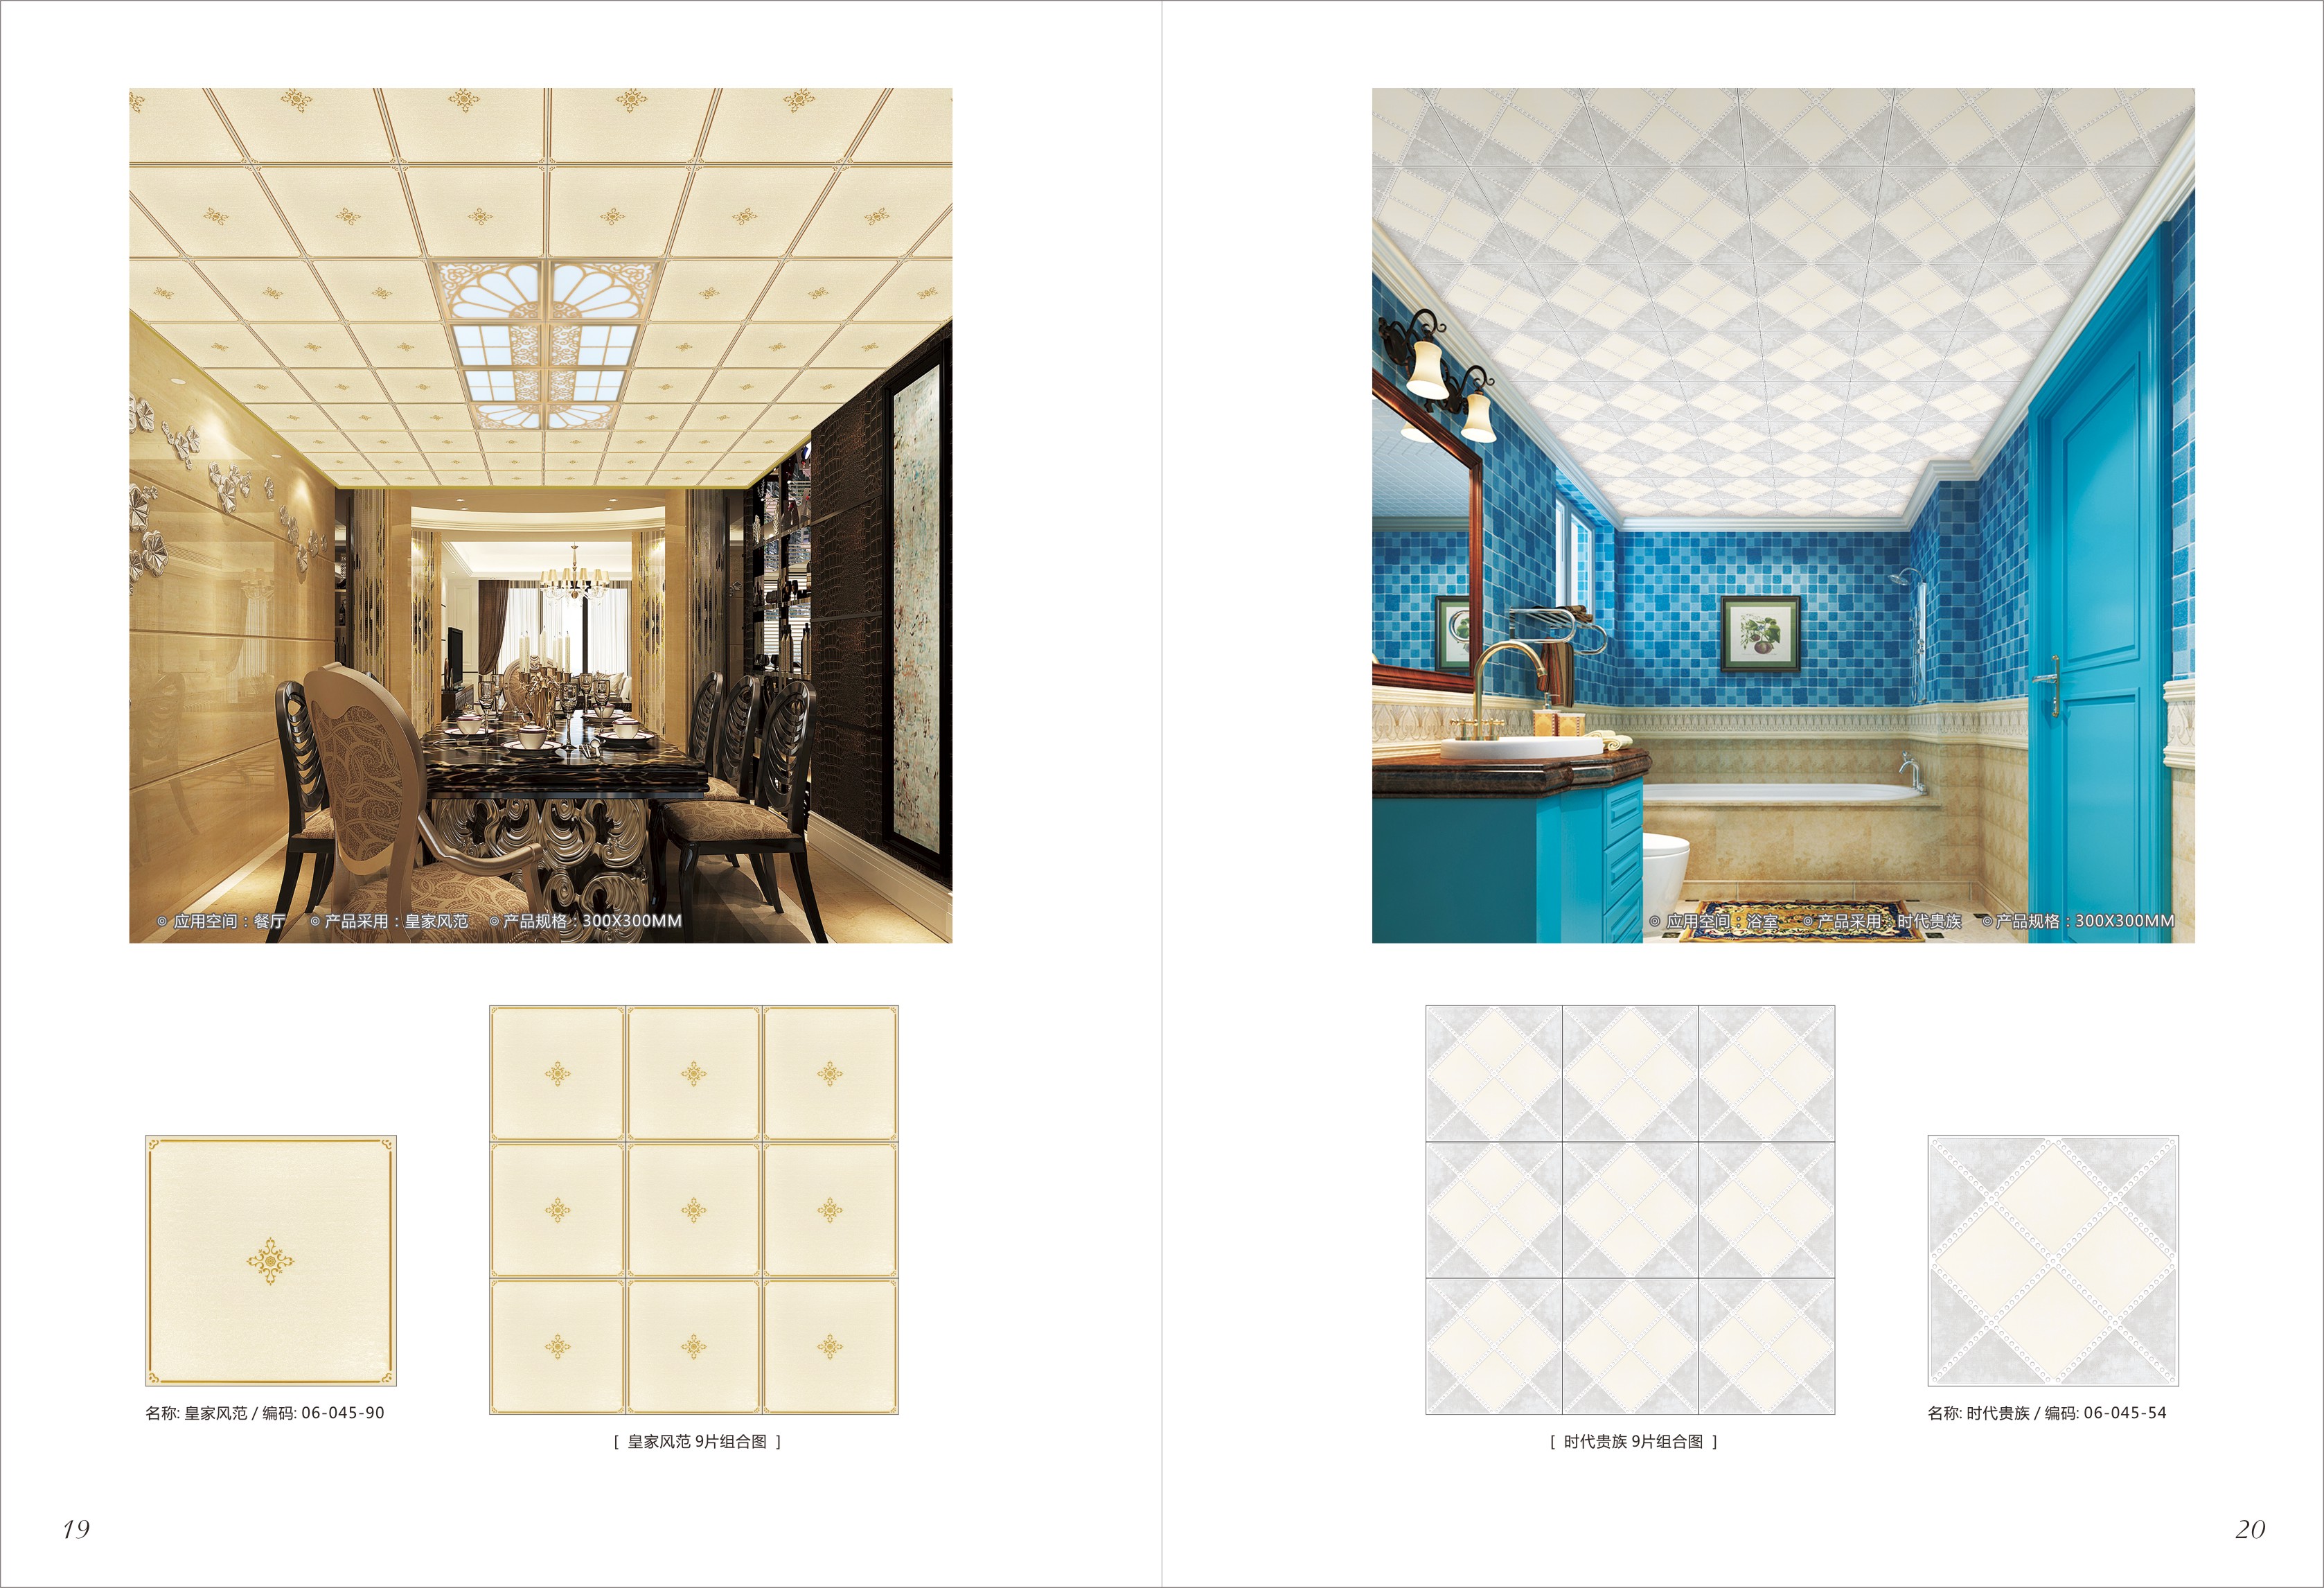 ◎ 应用空间：餐厅 ◎ 产品采用：皇家风范 ◎ 产品规格：300X300MM
名称: 皇家风范 / 编码: 06-045-90
[ 皇家风范 9片组合图 ]
19
◎ 应用空间：浴室 ◎ 产品采用：时代贵族 ◎ 产品规格：300X300MM
名称: 时代贵族 / 编码: 06-045-54
[ 时代贵族 9片组合图 ]
20